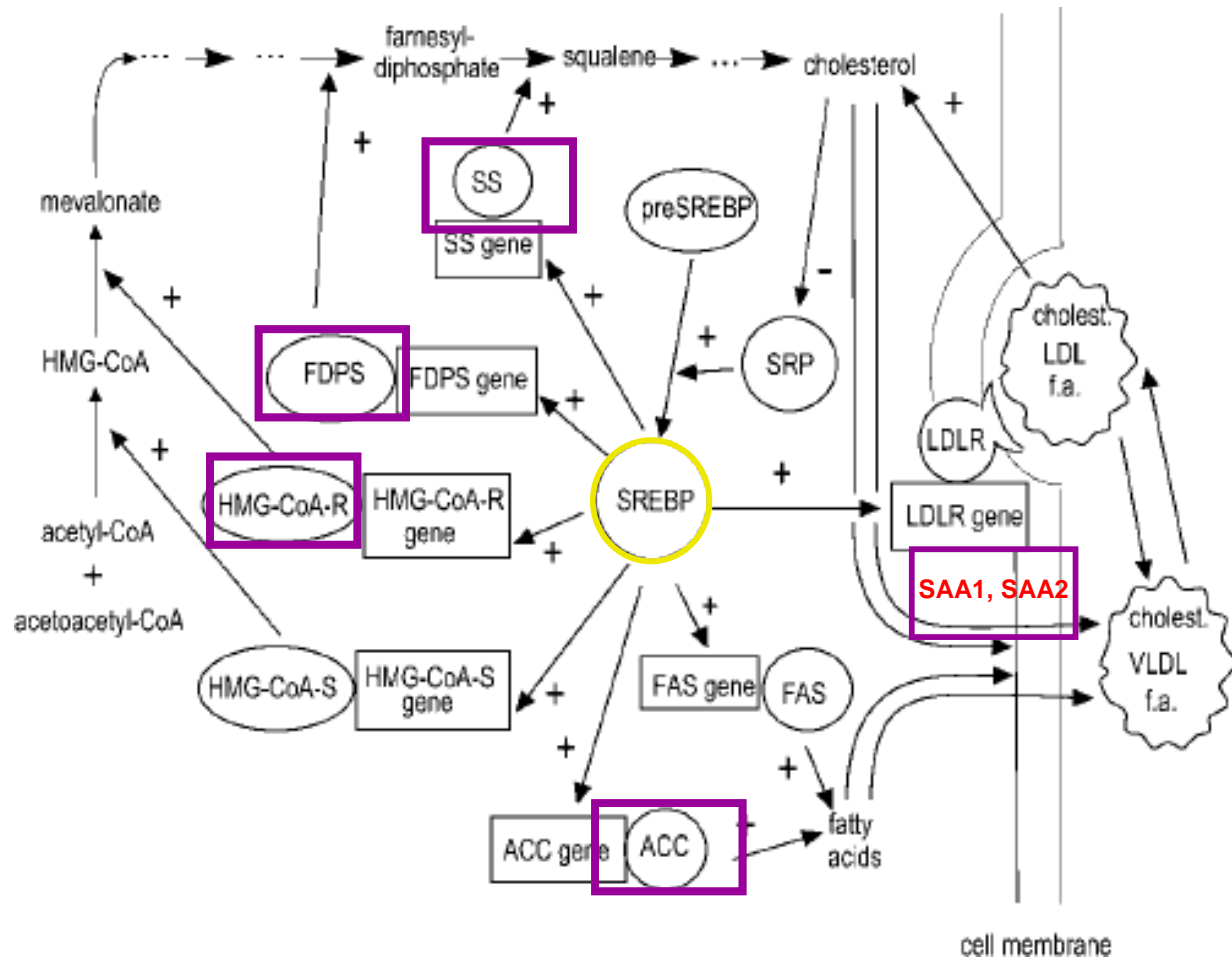 farnesyl-
diphosphate
squalene
...
cholesterol
...
...
+
+
+
SS
SS gene
preSREBP
mevalonate
+
+
-
cholest.
LDL
f.a.
HMG-CoA
FDPS
FDPS gene
+
SRP
+
+
LDLR
HMG-CoA-R
HMG-CoA-R
gene
SREBP
+
LDLR gene
acetyl-CoA
+
acetoacetyl-CoA
+
SAA1, SAA2
cholest.
VLDL
f.a.
HMG-CoA-S
HMG-CoA-S
gene
+
+
FAS gene
FAS
+
+
ACC gene
ACC
+
fatty
acids
cell membrane